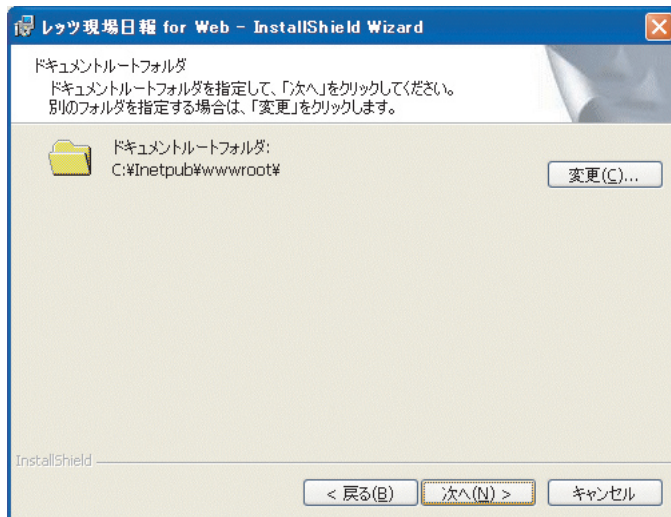 レッツ現場日報 for Web - InstallShield Wizard
ドキュメントルートフォルダ
ドキュメントルートフォルダを指定して、「次へ」をクリックしてください。
別のフォルダを指定する場合は、「変更」をクリックします。
ドキュメントルートフォルダ:
C:¥Inetpub¥wwwroot¥
変更(C)...
InstallShield
< 戻る(B)
次へ(N) >
キャンセル